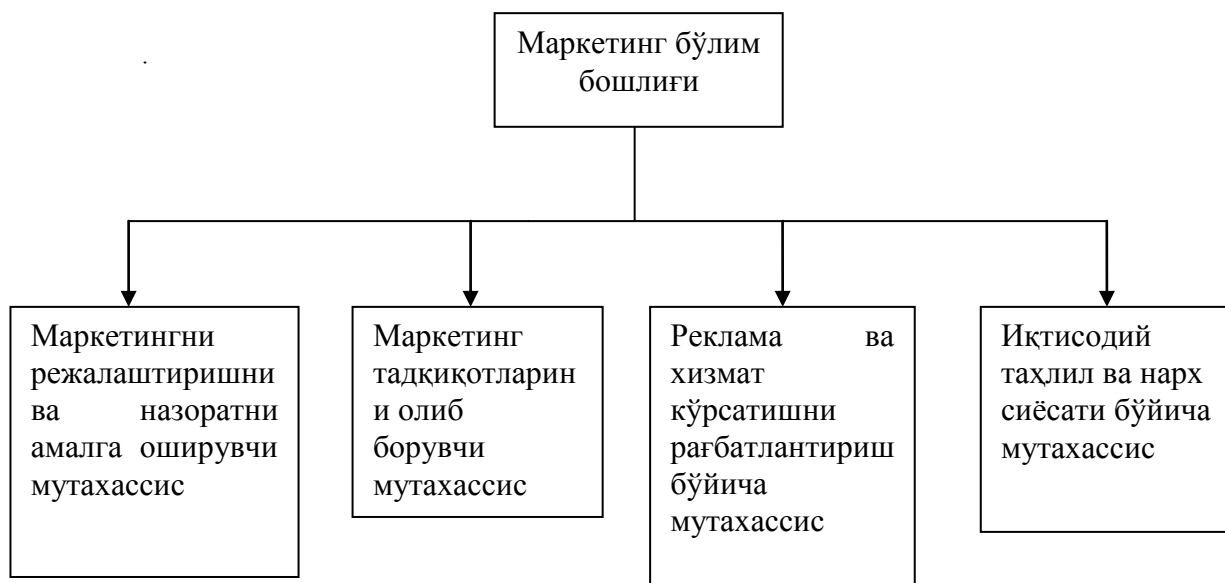 Маркетинг бўлим
бошлиғи
Маркетингни
режалаштиришни
ва назоратни
амалга оширувчи
мутахассис
Маркетинг
тадқиқотларин
и олиб
борувчи
мутахассис
Реклама ва
хизмат
кўрсатишни
рағбатлантириш
бўйича
мутахассис
Иқтисодий
таҳлил ва нарх
сиёсати бўйича
мутахассис